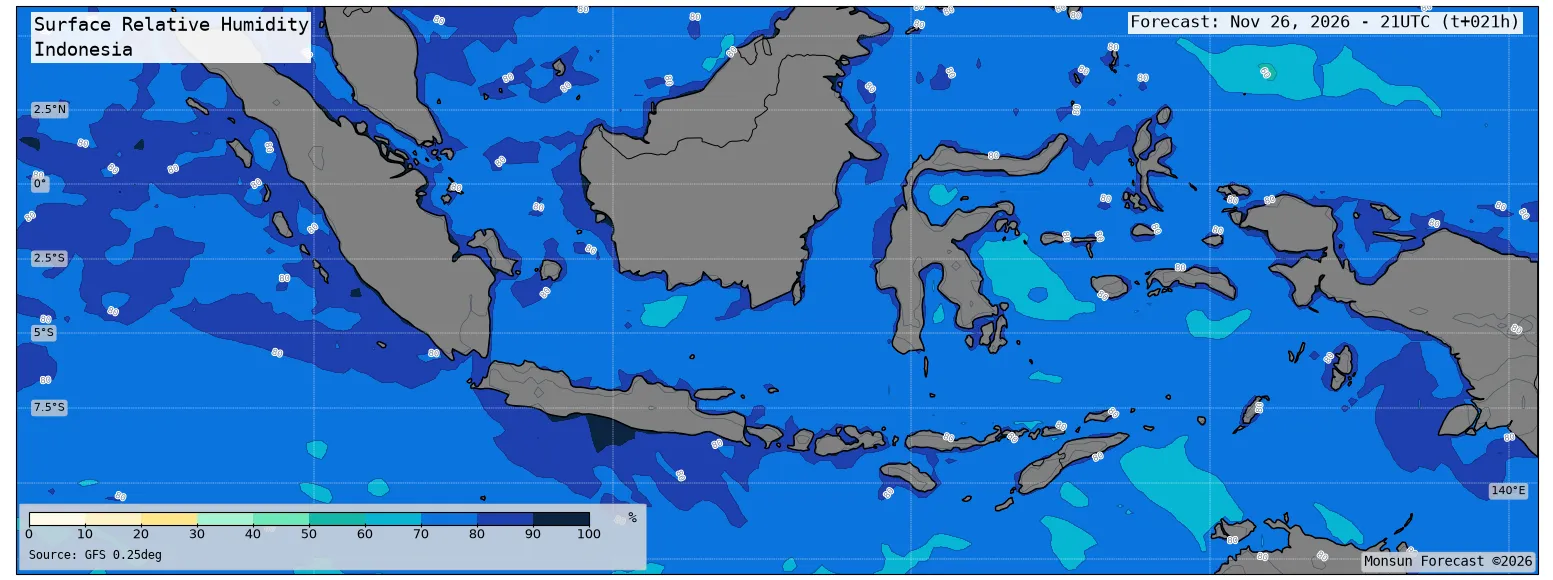 Surface Relative Humidity
Indonesia
Forecast: Nov 26, 2026 - 21UTC (t+021h)
2.5°N
0°
2.5°S
5°S
7.5°S
140°E
0 10 20 30 40 50 60 70 80 90 100 %
Source: GFS 0.25deg
Monsun Forecast ©2026